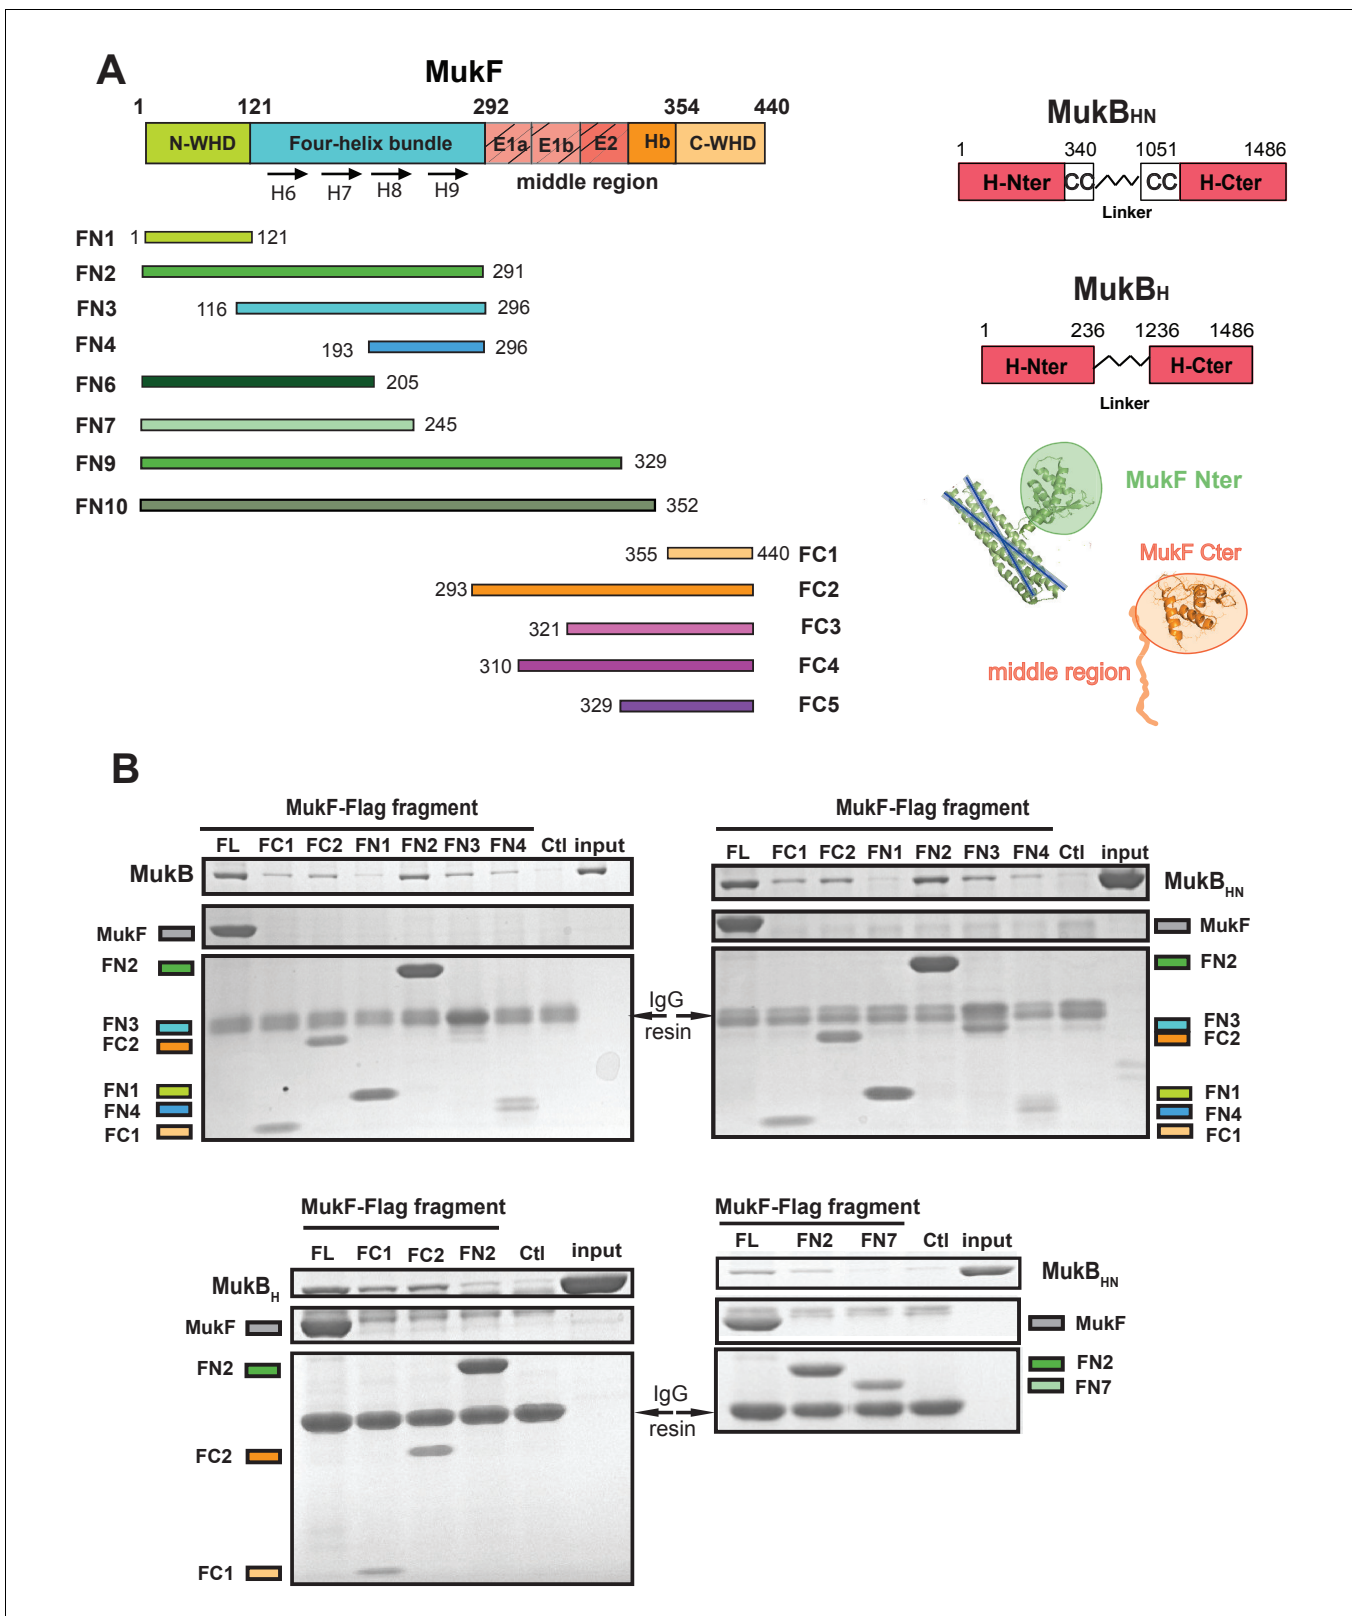 A
MukF
1 121 292 354 440
N-WHD Four-helix bundle E1a E1b E2 Hb C-WHD
H6 H7 H8 H9 middle region
FN1 1 121
FN2 291
FN3 116 296
FN4 193 296
FN6 205
FN7 245
FN9 329
FN10 352
355 440 FC1
293 FC2
321 FC3
310 FC4
329 FC5
MukBHN
1 340 1051 1486
H-Nter CC CC H-Cter
Linker
MukBH
1 236 1236 1486
H-Nter H-Cter
Linker
MukF Nter
MukF Cter
middle region
B
MukF-Flag fragment
FL FC1 FC2 FN1 FN2 FN3 FN4 Ctl input
MukB
MukF
FN2
FN3
FC2
FN1
FN4
FC1
IgG
resin
MukF-Flag fragment
FL FC1 FC2 FN1 FN2 FN3 FN4 Ctl input
MukBHN
MukF
FN2
FN3
FC2
FN1
FN4
FC1
MukF-Flag fragment
FL FC1 FC2 FN2 Ctl input
MukBH
MukF
FN2
FC2
FC1
IgG
resin
MukF-Flag fragment
FL FN2 FN7 Ctl input
MukBHN
MukF
FN2
FN7